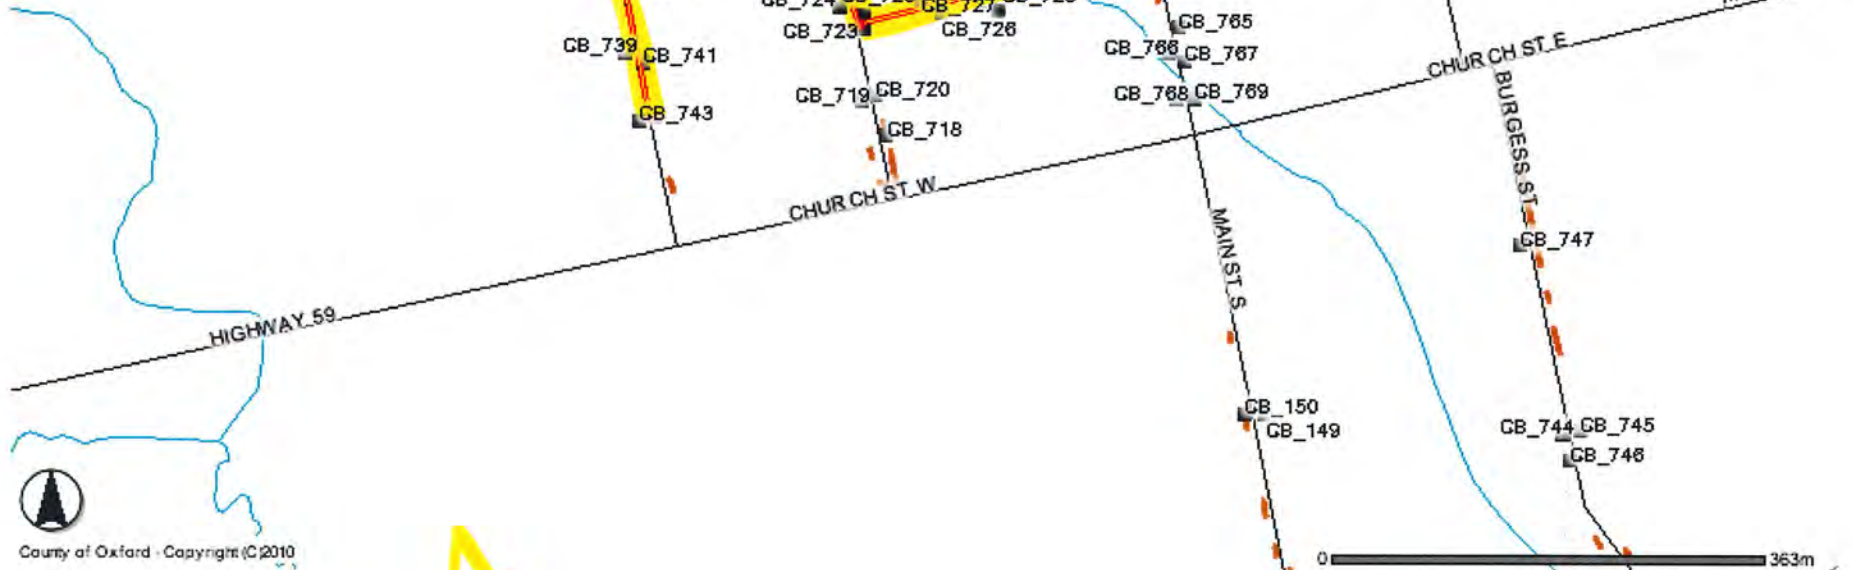 CB_727
CB_723
CB_726
CB_765
CB_739
CB_741
CB_766
CB_767
CHURCH ST E
CB_719
CB_720
CB_768
CB_769
BURGESS ST
CB_743
CB_718
CHURCH ST W
MAIN ST S
CB_747
HIGHWAY 59
CB_150
CB_149
CB_744
CB_745
CB_746
County of Oxford - Copyright (C)2010
0
363m